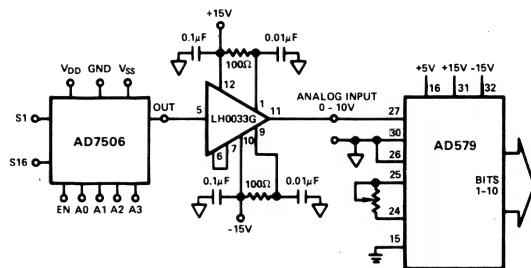 +15V
0.1µF
0.01µF
100Ω
+5V +15V -15V
VDD GND VSS
12
16 31 32
OUT
1
ANALOG INPUT
0 – 10V
S1
5
LH0033G
11
27
AD7506
9
10
30
AD579
S16
6
7
26
0.1µF
100Ω
0.01µF
25
BITS
1-10
EN A0 A1 A2 A3
24
-15V
15